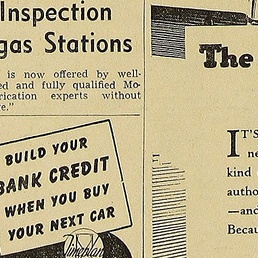 Inspection
gas Stations
is now offered by well-
ed and fully qualified Mo-
rication experts without
e."
BUILD YOUR
BANK CREDIT
WHEN YOU BUY
YOUR NEXT CAR
Timeplan
The
IT'S
ne
kind
autho
—and
Becau